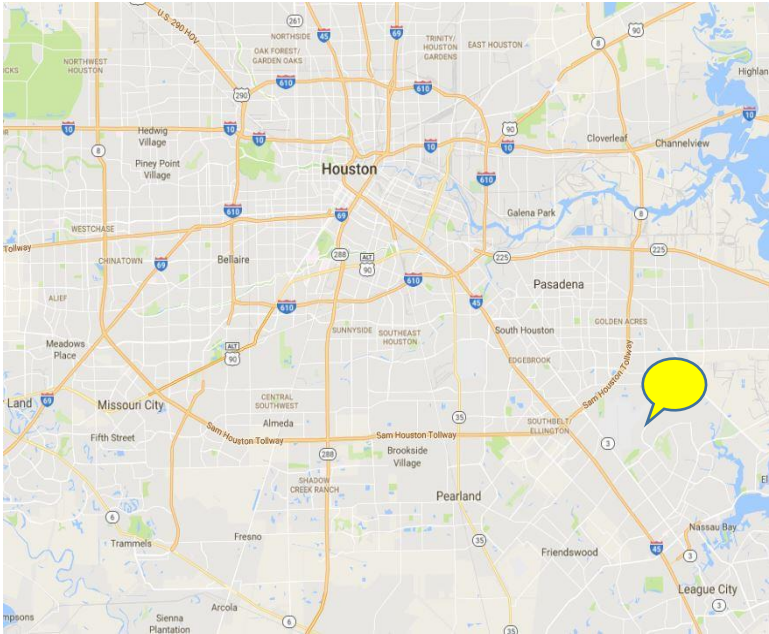 U.S. 290 HOV
261
NORTHSIDE
45
69
TRINITY/
HOUSTON
GARDENS
EAST HOUSTON
90
8
OAK FOREST/
GARDEN OAKS
NORTHWEST
HOUSTON
CKS
610
610
290
Highlan
10
10
10
10
10
90
10
Hedwig
Village
8
Piney Point
Village
Houston
Cloverleaf
Channelview
610
610
69
Galena Park
8
WESTCHASE
Tollway
CHINATOWN
69
Bellaire
288
ALT
90
225
225
610
Pasadena
ALIEF
610
45
SUNNYSIDE
SOUTHEAST
HOUSTON
South Houston
GOLDEN ACRES
Meadows
Place
ALT
90
EDGEBROOK
Sam Houston Tollway
Land
69
Missouri City
CENTRAL
SOUTHWEST
Almeda
35
SOUTHBELT/
ELLINGTON
Fifth Street
Sam Houston Tollway
Sam Houston Tollway
3
288
Brookside
Village
SHADOW
CREEK RANCH
El
Pearland
6
Nassau Bay
Trammels
Fresno
35
Friendswood
45
3
League City
Arcola
3
mpsons
Sienna
Plantation
6
35